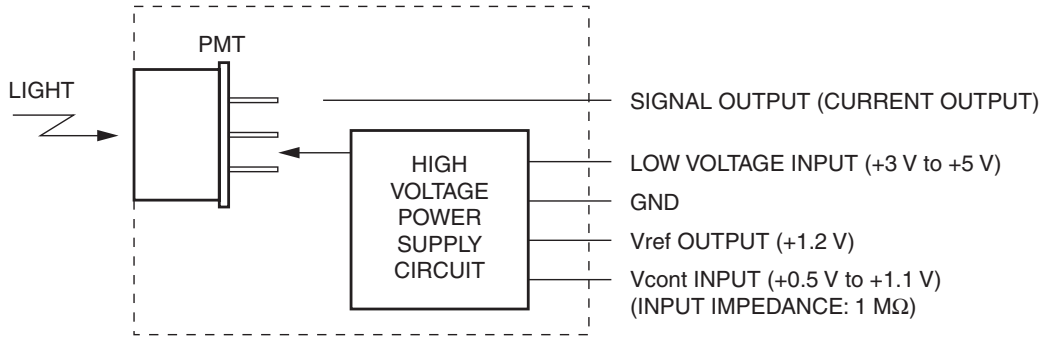 PMT
LIGHT
SIGNAL OUTPUT (CURRENT OUTPUT)
HIGH
VOLTAGE
POWER
SUPPLY
CIRCUIT
LOW VOLTAGE INPUT (+3 V to +5 V)
GND
Vref OUTPUT (+1.2 V)
Vcont INPUT (+0.5 V to +1.1 V)
(INPUT IMPEDANCE: 1 MΩ)